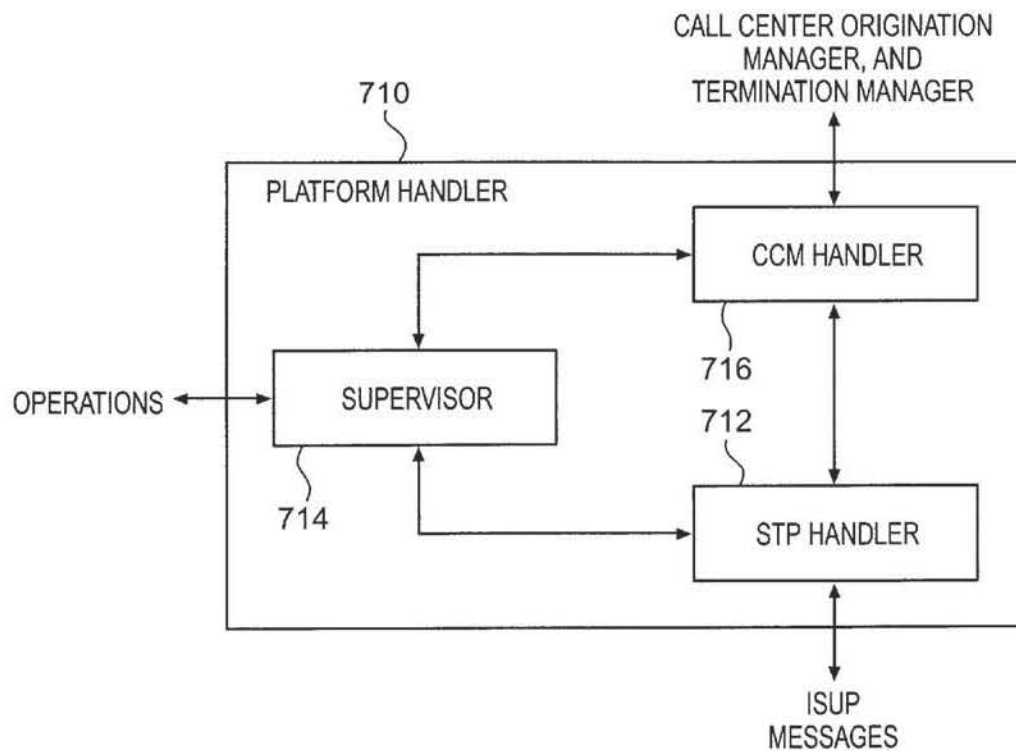 CALL CENTER ORIGINATION
MANAGER, AND
TERMINATION MANAGER
710
PLATFORM HANDLER
CCM HANDLER
716
SUPERVISOR
OPERATIONS
712
714
STP HANDLER
ISUP
MESSAGES